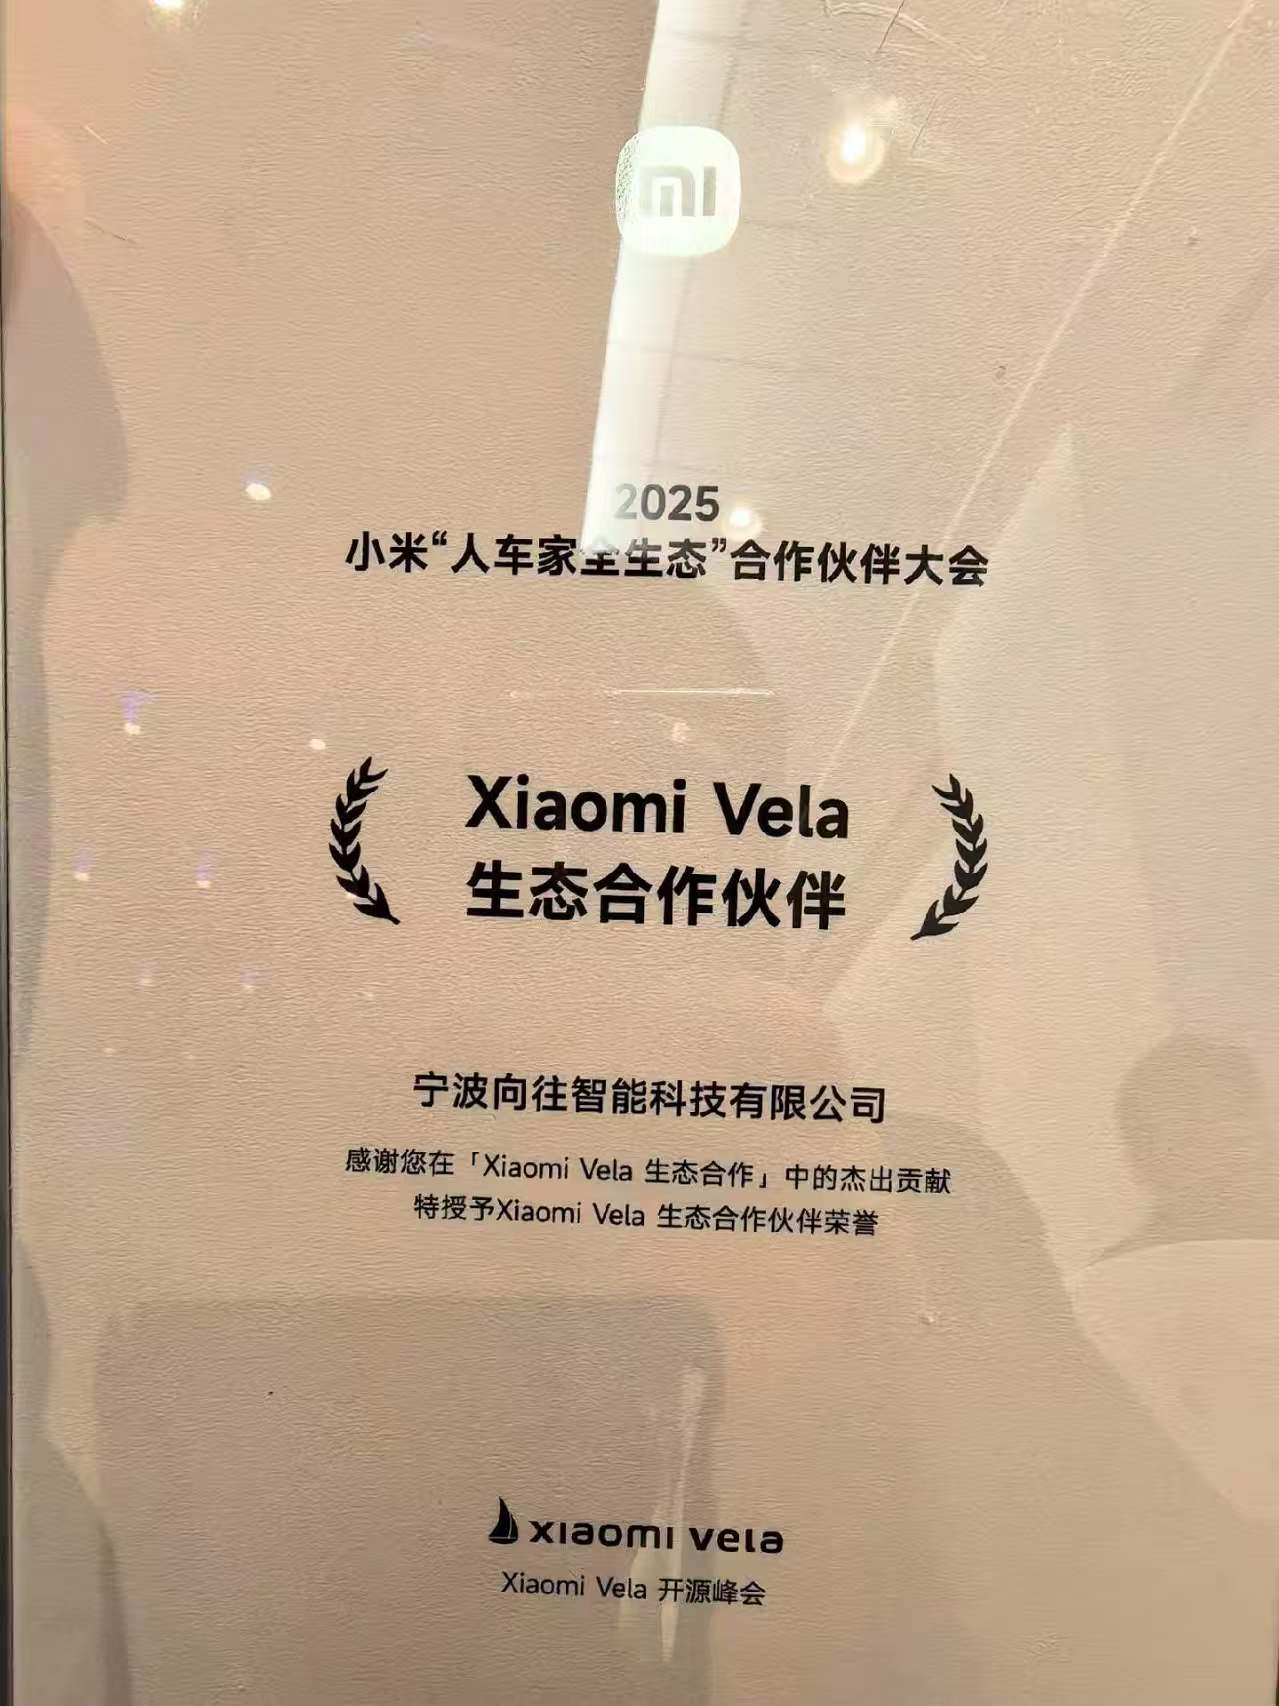 mi
2025
小米“人车家全生态”合作伙伴大会
Xiaomi Vela
生态合作伙伴
宁波向往智能科技有限公司
感谢您在「Xiaomi Vela 生态合作」中的杰出贡献
特授予Xiaomi Vela 生态合作伙伴荣誉
xiaomi vela
Xiaomi Vela 开源峰会